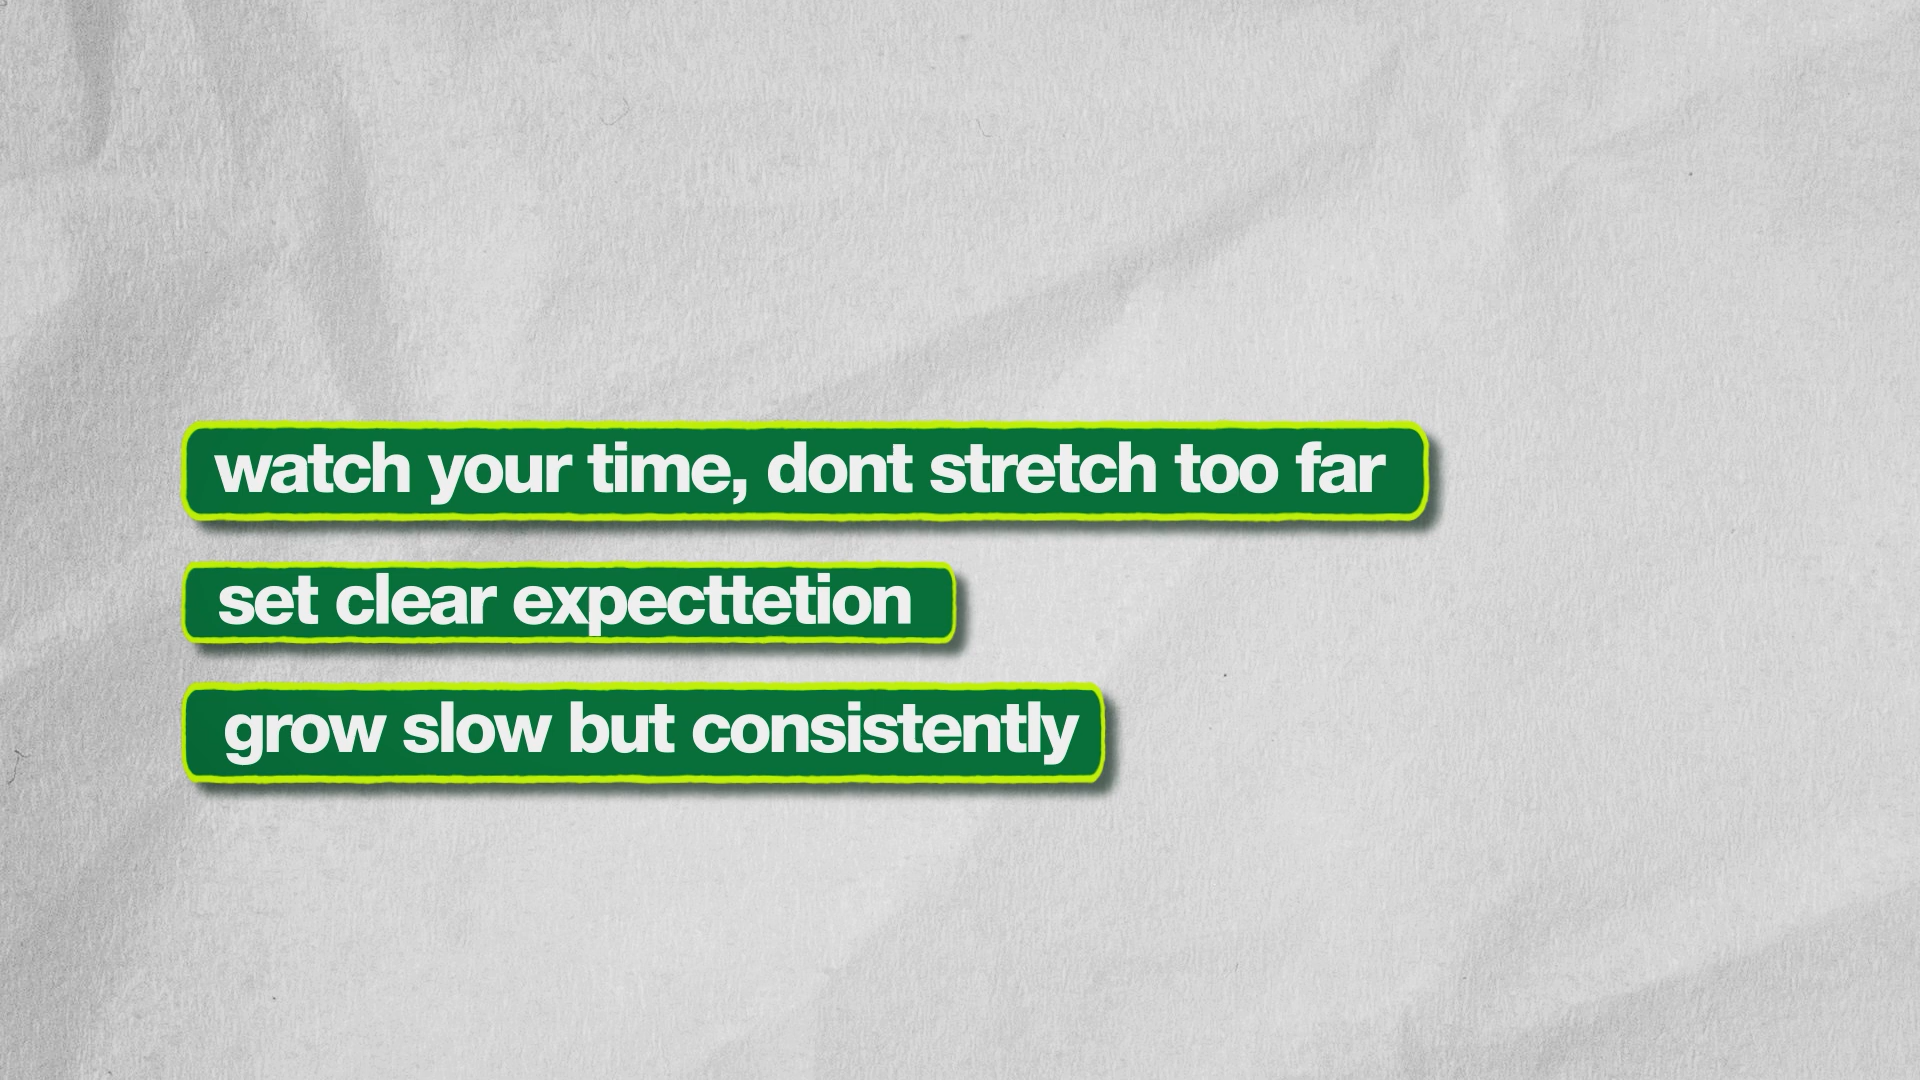 watch your time, dont stretch too far
set clear expecttetion
grow slow but consistently